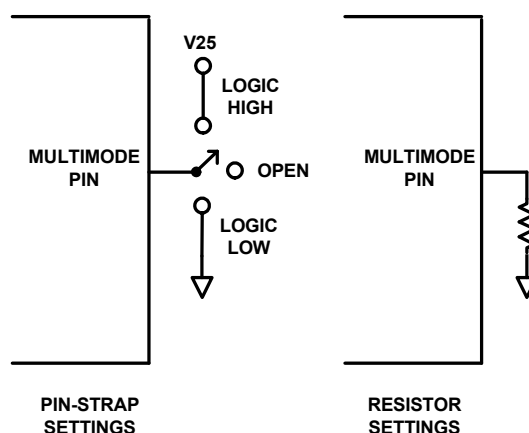 V25
LOGIC
HIGH
MULTIMODE
PIN
OPEN
LOGIC
LOW
PIN-STRAP
SETTINGS
MULTIMODE
PIN
RESISTOR
SETTINGS